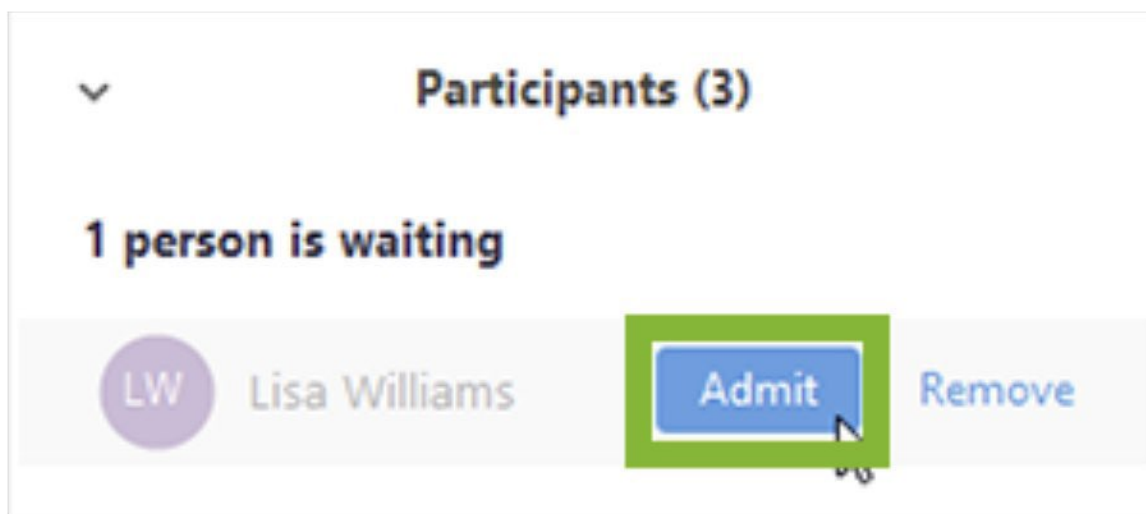 Participants (3)
1 person is waiting
LW Lisa Williams Admit Remove